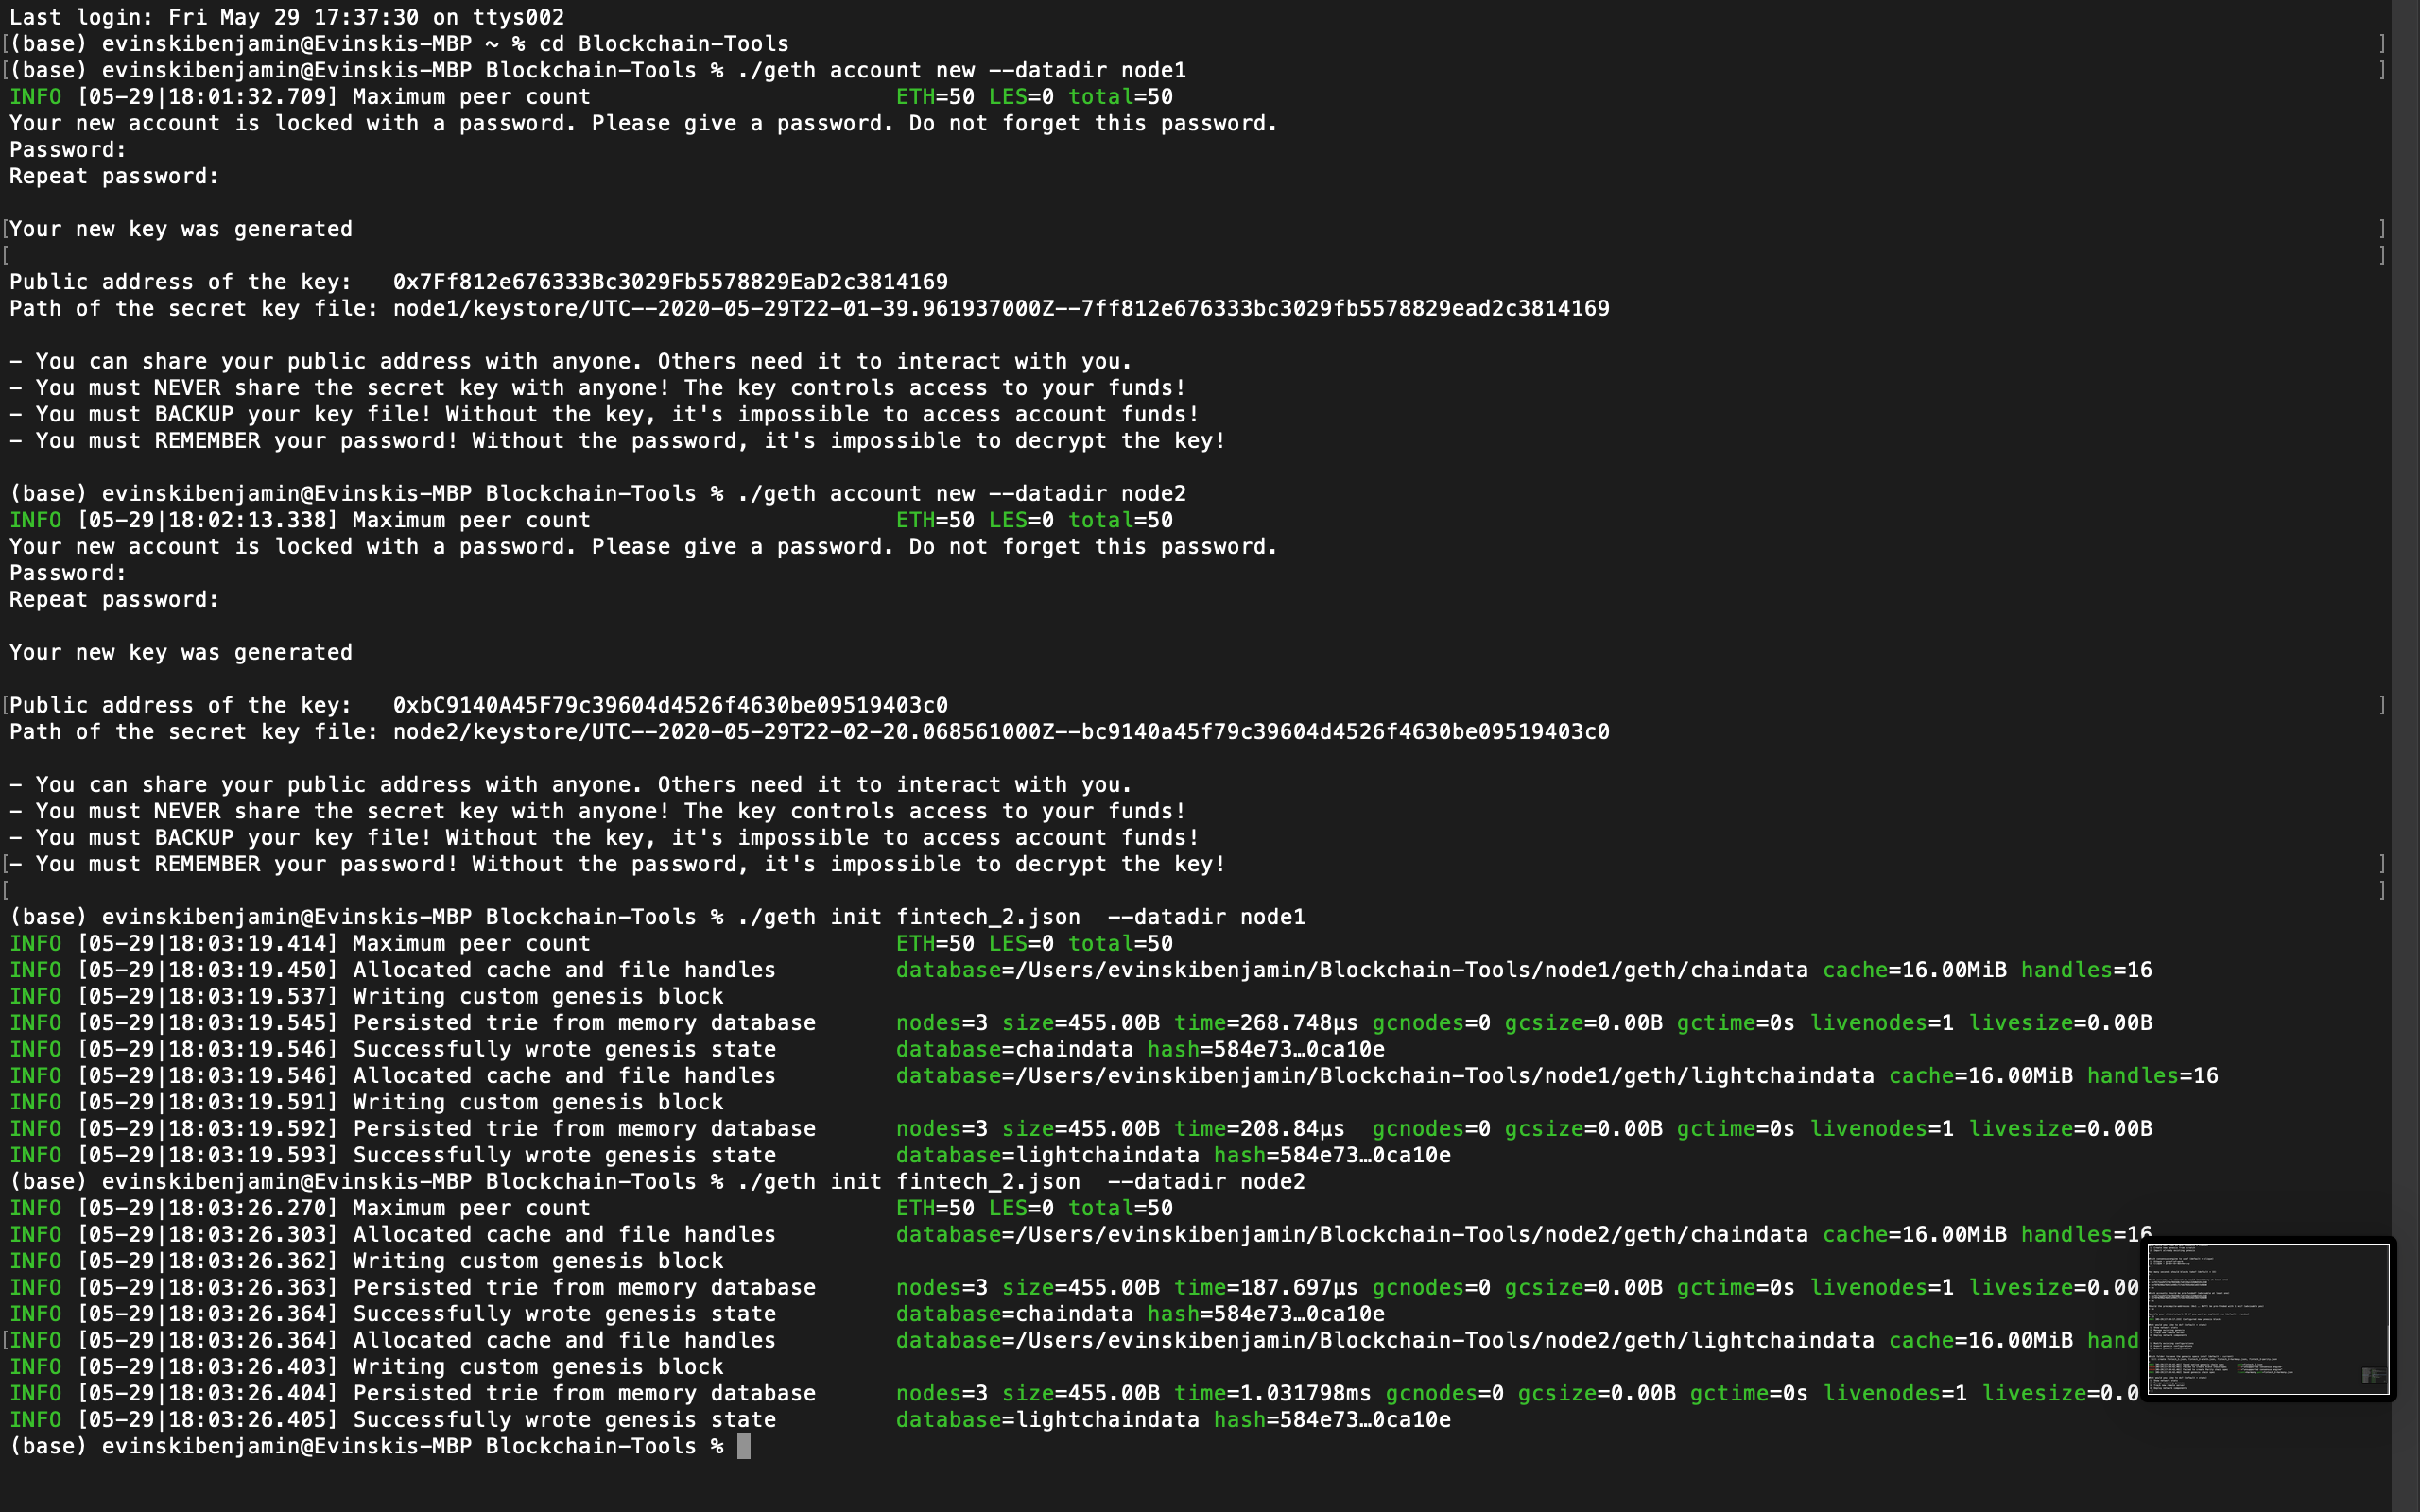 Last login: Fri May 29 17:37:30 on ttys002
[(base) evinskibenjamin@Evinskis-MBP ~ % cd Blockchain-Tools ]
[(base) evinskibenjamin@Evinskis-MBP Blockchain-Tools % ./geth account new --datadir node1 ]
INFO [05-29|18:01:32.709] Maximum peer count ETH=50 LES=0 total=50
Your new account is locked with a password. Please give a password. Do not forget this password.
Password:
Repeat password:
[Your new key was generated ]
[ ]
Public address of the key: 0x7Ff812e676333Bc3029Fb5578829EaD2c3814169
Path of the secret key file: node1/keystore/UTC--2020-05-29T22-01-39.961937000Z--7ff812e676333bc3029fb5578829ead2c3814169
- You can share your public address with anyone. Others need it to interact with you.
- You must NEVER share the secret key with anyone! The key controls access to your funds!
- You must BACKUP your key file! Without the key, it's impossible to access account funds!
- You must REMEMBER your password! Without the password, it's impossible to decrypt the key!
(base) evinskibenjamin@Evinskis-MBP Blockchain-Tools % ./geth account new --datadir node2
INFO [05-29|18:02:13.338] Maximum peer count ETH=50 LES=0 total=50
Your new account is locked with a password. Please give a password. Do not forget this password.
Password:
Repeat password:
Your new key was generated
[Public address of the key: 0xbC9140A45F79c39604d4526f4630be09519403c0 ]
Path of the secret key file: node2/keystore/UTC--2020-05-29T22-02-20.068561000Z--bc9140a45f79c39604d4526f4630be09519403c0
- You can share your public address with anyone. Others need it to interact with you.
- You must NEVER share the secret key with anyone! The key controls access to your funds!
- You must BACKUP your key file! Without the key, it's impossible to access account funds!
[- You must REMEMBER your password! Without the password, it's impossible to decrypt the key! ]
[ ]
(base) evinskibenjamin@Evinskis-MBP Blockchain-Tools % ./geth init fintech_2.json  --datadir node1
INFO [05-29|18:03:19.414] Maximum peer count ETH=50 LES=0 total=50
INFO [05-29|18:03:19.450] Allocated cache and file handles database=/Users/evinskibenjamin/Blockchain-Tools/node1/geth/chaindata cache=16.00MiB handles=16
INFO [05-29|18:03:19.537] Writing custom genesis block
INFO [05-29|18:03:19.545] Persisted trie from memory database nodes=3 size=455.00B time=268.748µs gcnodes=0 gcsize=0.00B gctime=0s livenodes=1 livesize=0.00B
INFO [05-29|18:03:19.546] Successfully wrote genesis state database=chaindata hash=584e73…0ca10e
INFO [05-29|18:03:19.546] Allocated cache and file handles database=/Users/evinskibenjamin/Blockchain-Tools/node1/geth/lightchaindata cache=16.00MiB handles=16
INFO [05-29|18:03:19.591] Writing custom genesis block
INFO [05-29|18:03:19.592] Persisted trie from memory database nodes=3 size=455.00B time=208.84µs gcnodes=0 gcsize=0.00B gctime=0s livenodes=1 livesize=0.00B
INFO [05-29|18:03:19.593] Successfully wrote genesis state database=lightchaindata hash=584e73…0ca10e
(base) evinskibenjamin@Evinskis-MBP Blockchain-Tools % ./geth init fintech_2.json  --datadir node2
INFO [05-29|18:03:26.270] Maximum peer count ETH=50 LES=0 total=50
INFO [05-29|18:03:26.303] Allocated cache and file handles database=/Users/evinskibenjamin/Blockchain-Tools/node2/geth/chaindata cache=16.00MiB handles=16
INFO [05-29|18:03:26.362] Writing custom genesis block
INFO [05-29|18:03:26.363] Persisted trie from memory database nodes=3 size=455.00B time=187.697µs gcnodes=0 gcsize=0.00B gctime=0s livenodes=1 livesize=0.00
INFO [05-29|18:03:26.364] Successfully wrote genesis state database=chaindata hash=584e73…0ca10e
[INFO [05-29|18:03:26.364] Allocated cache and file handles database=/Users/evinskibenjamin/Blockchain-Tools/node2/geth/lightchaindata cache=16.00MiB hand
INFO [05-29|18:03:26.403] Writing custom genesis block
INFO [05-29|18:03:26.404] Persisted trie from memory database nodes=3 size=455.00B time=1.031798ms gcnodes=0 gcsize=0.00B gctime=0s livenodes=1 livesize=0.0
INFO [05-29|18:03:26.405] Successfully wrote genesis state database=lightchaindata hash=584e73…0ca10e
(base) evinskibenjamin@Evinskis-MBP Blockchain-Tools %